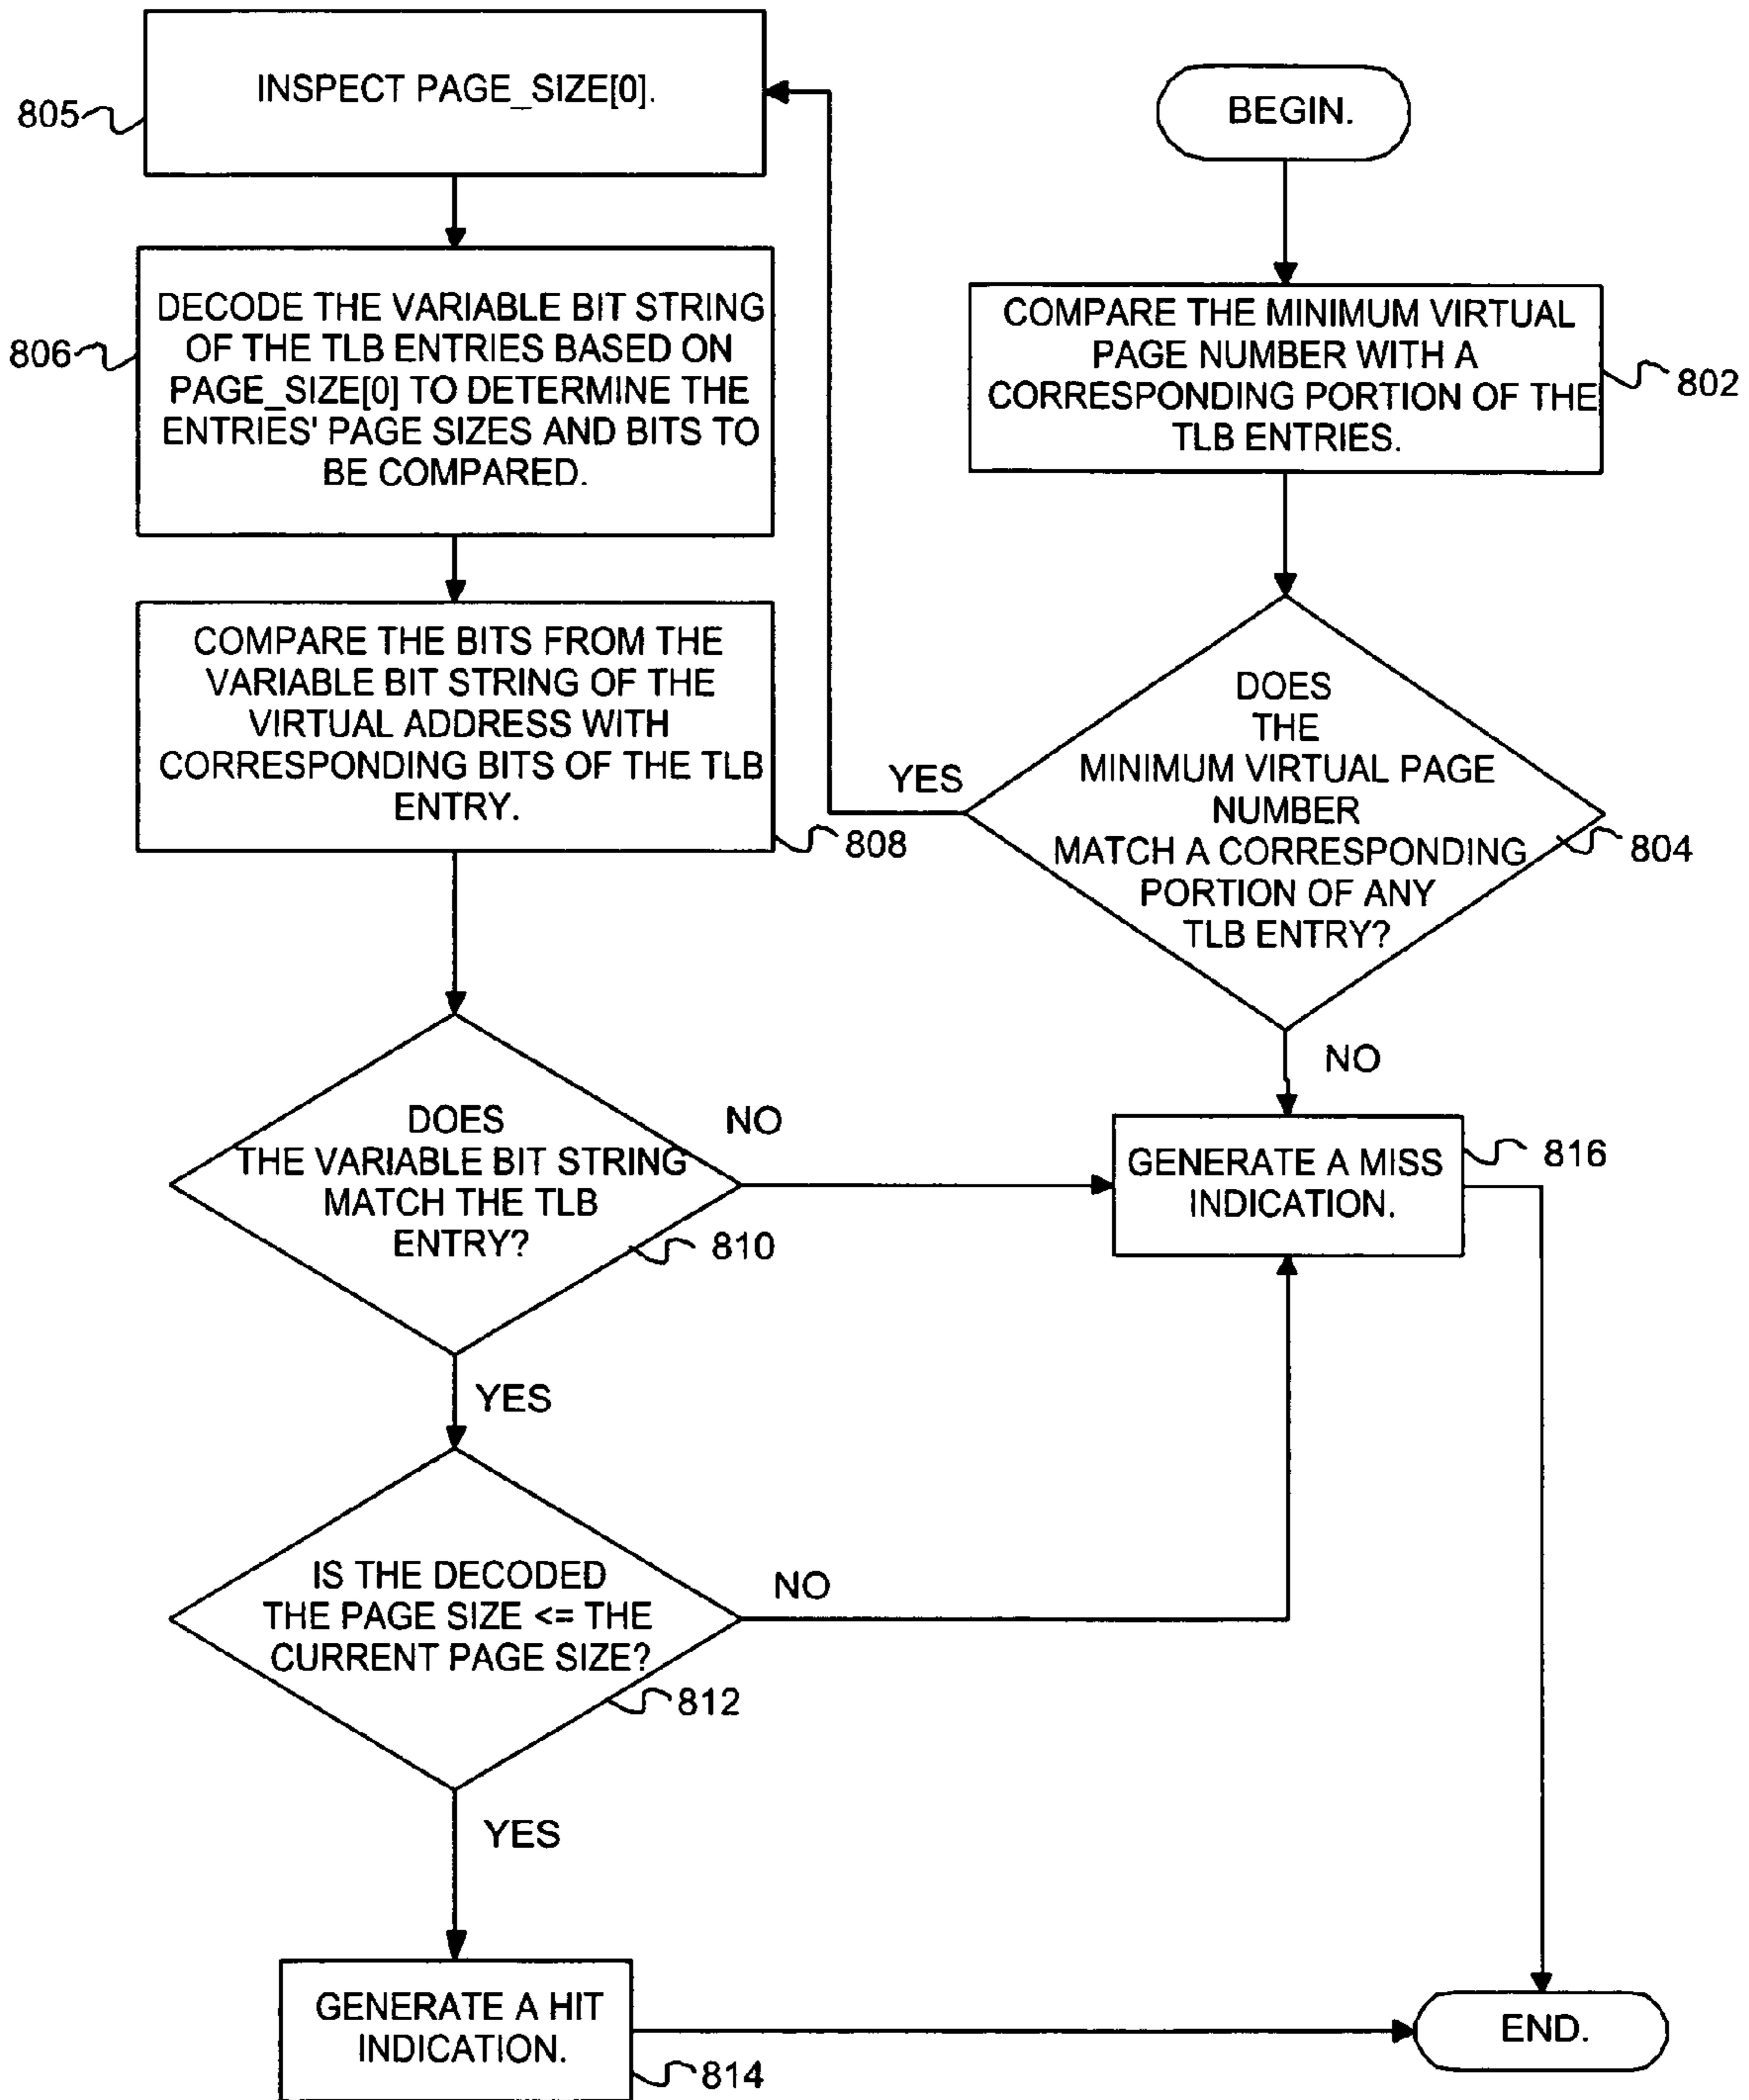 BEGIN.
COMPARE THE MINIMUM VIRTUAL
PAGE NUMBER WITH A
CORRESPONDING PORTION OF THE
TLB ENTRIES.
802
DOES
THE
MINIMUM VIRTUAL PAGE
NUMBER
MATCH A CORRESPONDING
PORTION OF ANY
TLB ENTRY?
804
YES
NO
INSPECT PAGE_SIZE[0].
805
DECODE THE VARIABLE BIT STRING
OF THE TLB ENTRIES BASED ON
PAGE_SIZE[0] TO DETERMINE THE
ENTRIES' PAGE SIZES AND BITS TO
BE COMPARED.
806
COMPARE THE BITS FROM THE
VARIABLE BIT STRING OF THE
VIRTUAL ADDRESS WITH
CORRESPONDING BITS OF THE TLB
ENTRY.
808
DOES
THE VARIABLE BIT STRING
MATCH THE TLB
ENTRY?
810
NO
YES
GENERATE A MISS
INDICATION.
816
IS THE DECODED
THE PAGE SIZE <= THE
CURRENT PAGE SIZE?
812
NO
YES
GENERATE A HIT
INDICATION.
814
END.